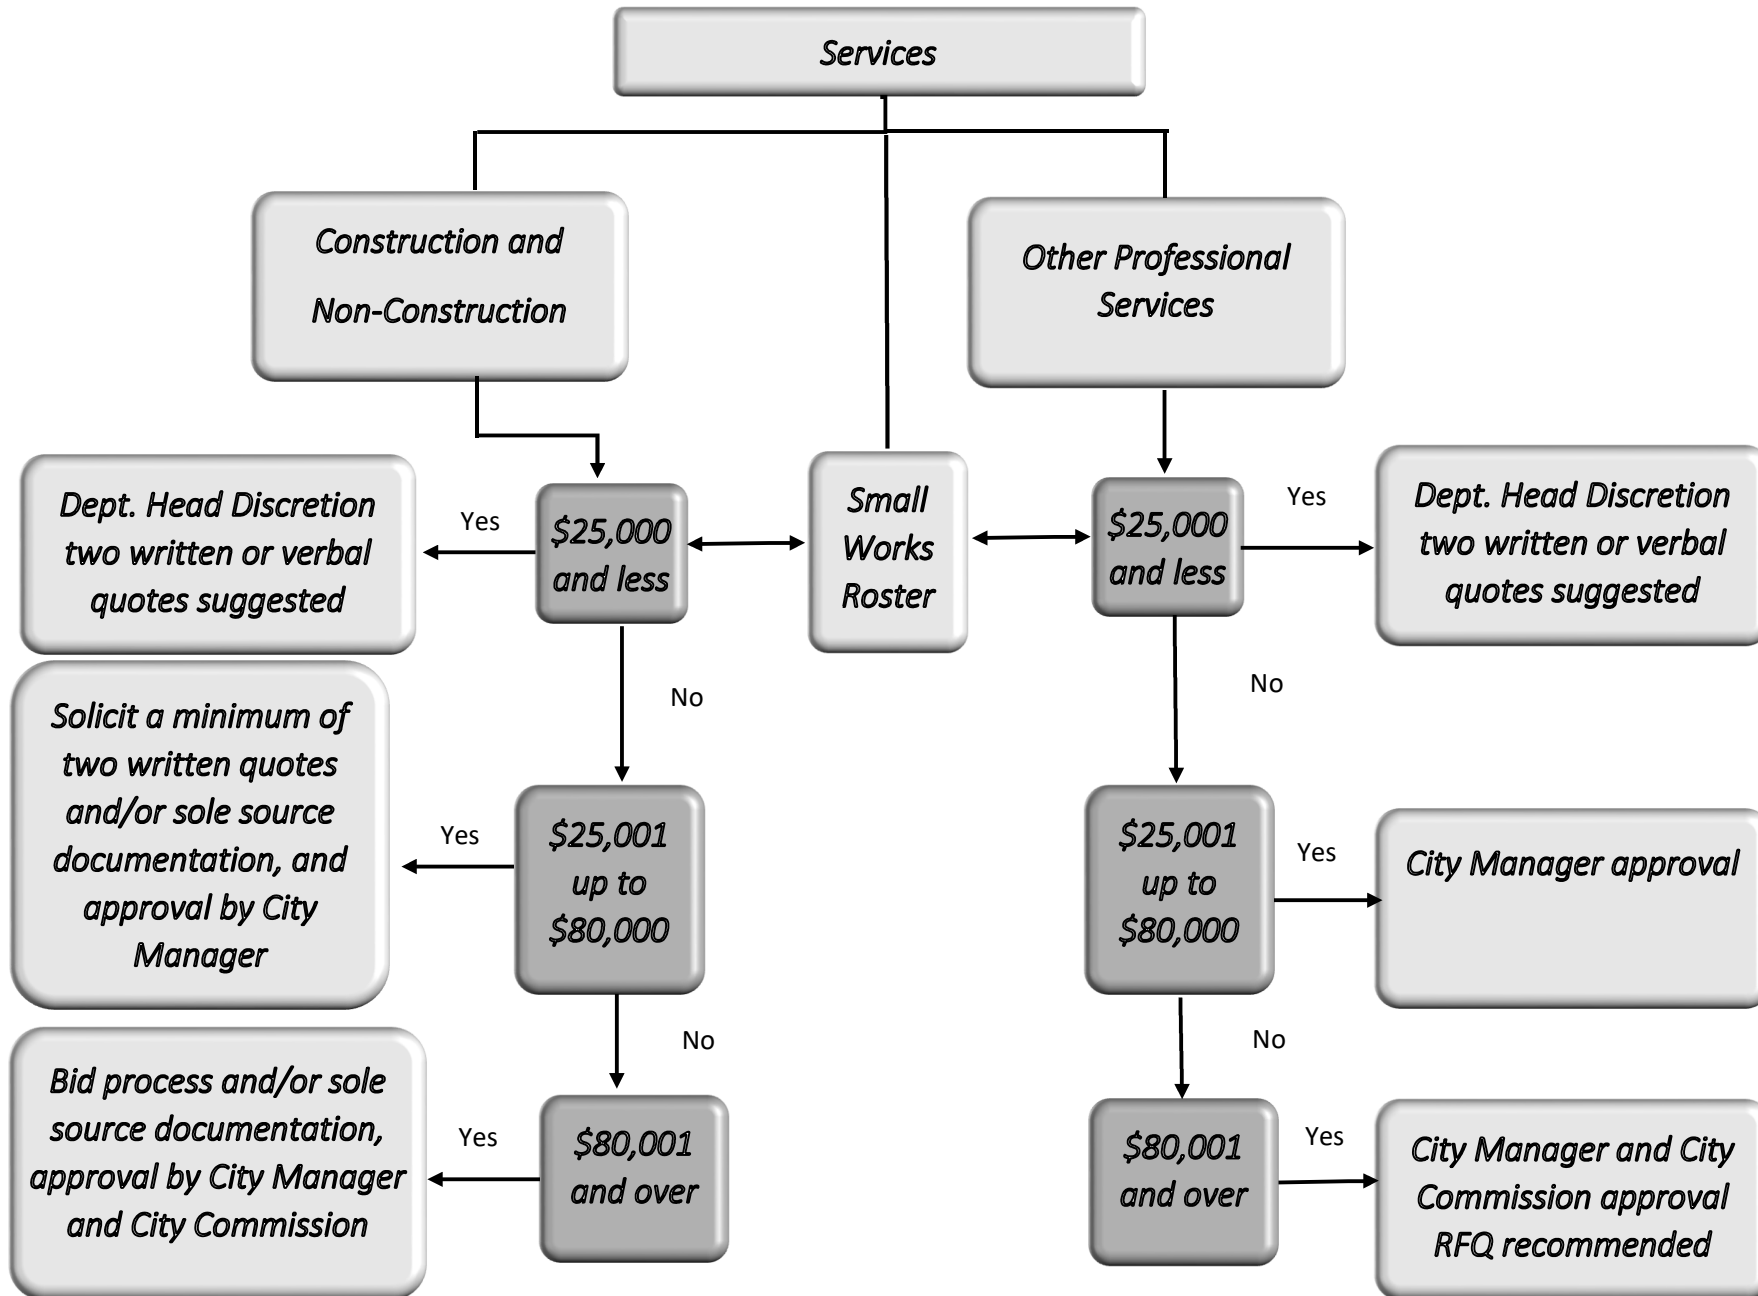 Services
Construction and
Non-Construction
Other Professional
Services
Dept. Head Discretion
two written or verbal
quotes suggested
Yes
$25,000
and less
Small
Works
Roster
$25,000
and less
Yes
Dept. Head Discretion
two written or verbal
quotes suggested
No
No
Solicit a minimum of
two written quotes
and/or sole source
documentation, and
approval by City
Manager
Yes
$25,001
up to
$80,000
$25,001
up to
$80,000
Yes
City Manager approval
No
No
Bid process and/or sole
source documentation,
approval by City Manager
and City Commission
Yes
$80,001
and over
$80,001
and over
Yes
City Manager and City
Commission approval
RFQ recommended